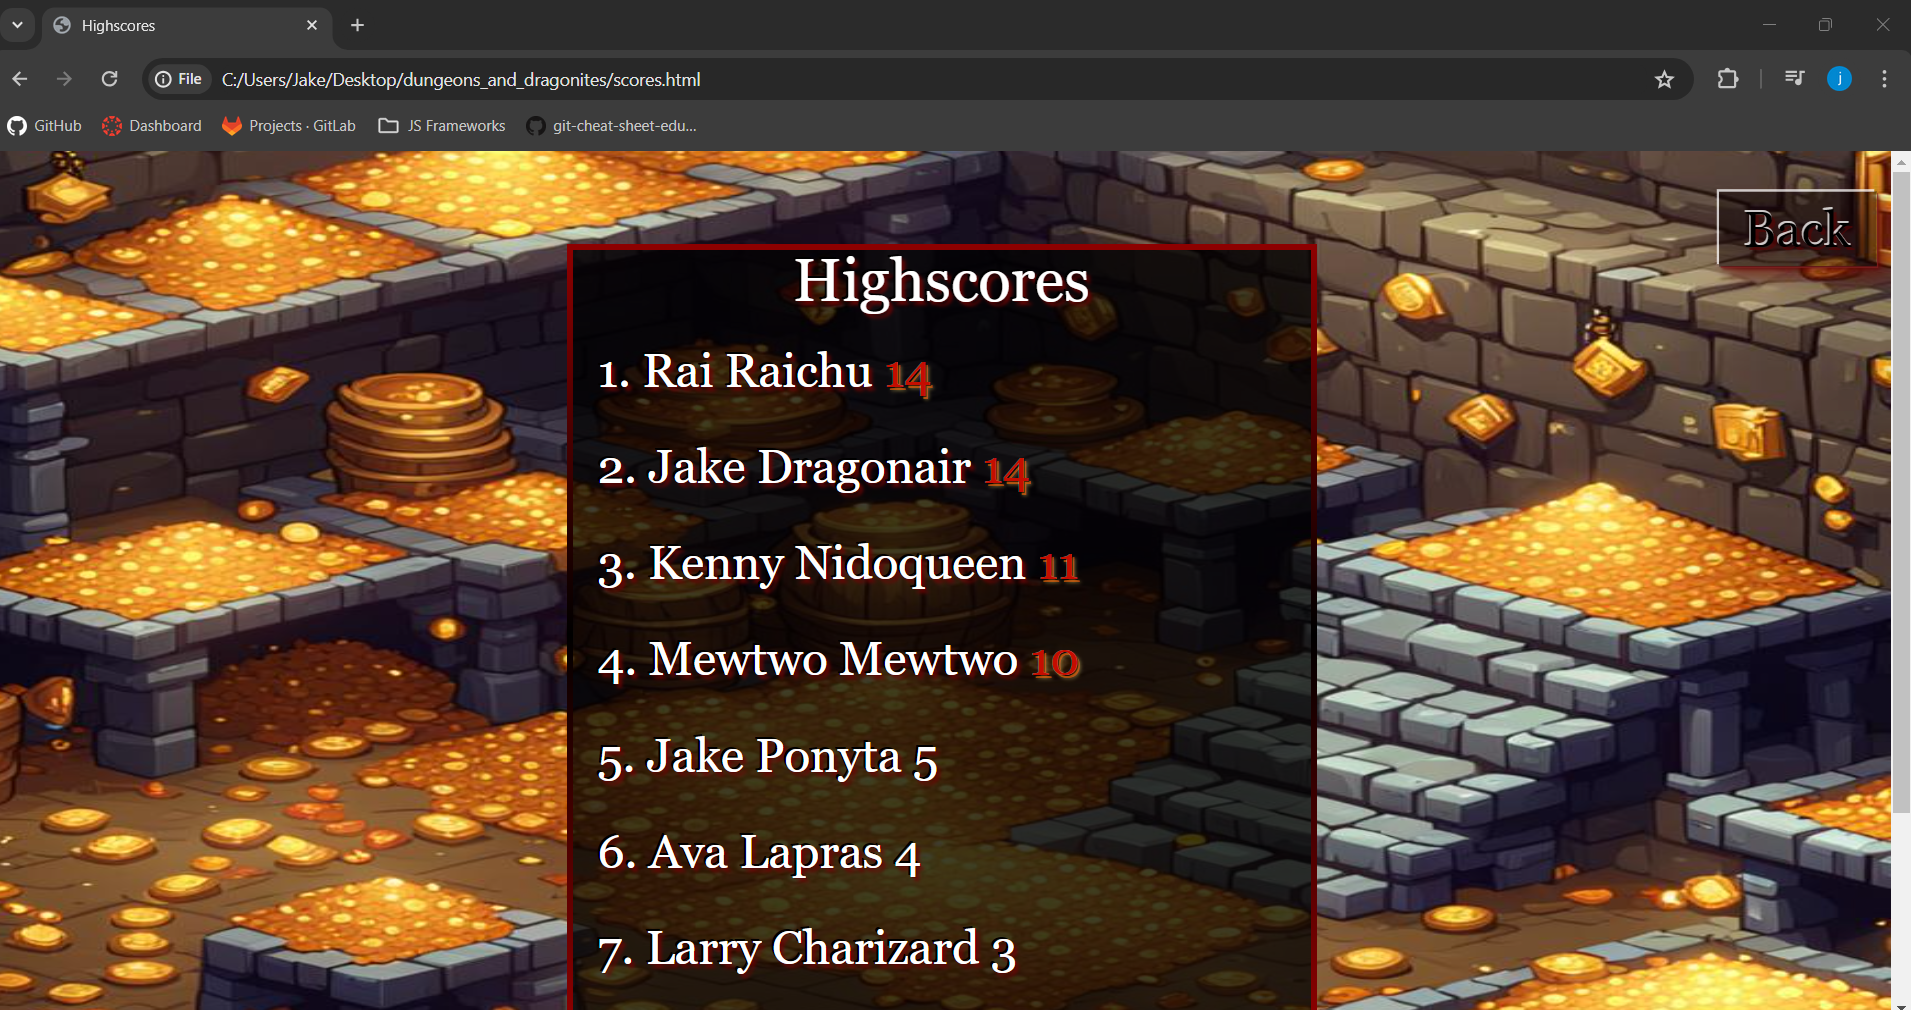 Highscores
File C:/Users/Jake/Desktop/dungeons_and_dragonites/scores.html
j
GitHub Dashboard Projects · GitLab JS Frameworks git-cheat-sheet-edu...
Back
Highscores
1. Rai Raichu 14
2. Jake Dragonair 14
3. Kenny Nidoqueen 11
4. Mewtwo Mewtwo 10
5. Jake Ponyta 5
6. Ava Lapras 4
7. Larry Charizard 3